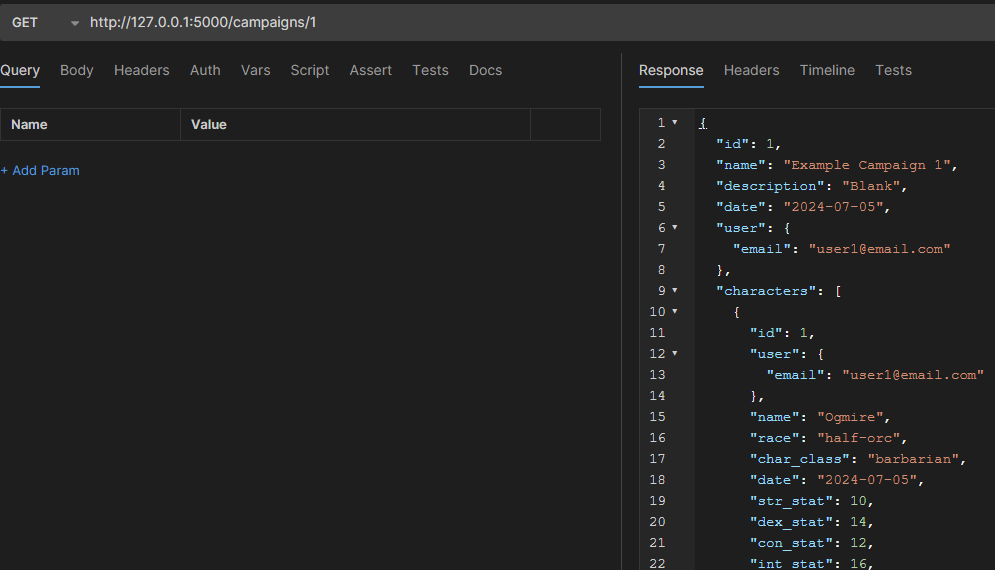 GET http://127.0.0.1:5000/campaigns/1
Query Body Headers Auth Vars Script Assert Tests Docs
Name Value
+ Add Param
Response Headers Timeline Tests
1 {
2 "id": 1,
3 "name": "Example Campaign 1",
4 "description": "Blank",
5 "date": "2024-07-05",
6 "user": {
7 "email": "user1@email.com"
8 },
9 "characters": [
10 {
11 "id": 1,
12 "user": {
13 "email": "user1@email.com"
14 },
15 "name": "Ogmire",
16 "race": "half-orc",
17 "char_class": "barbarian",
18 "date": "2024-07-05",
19 "str_stat": 10,
20 "dex_stat": 14,
21 "con_stat": 12,
22 "int_stat": 16,